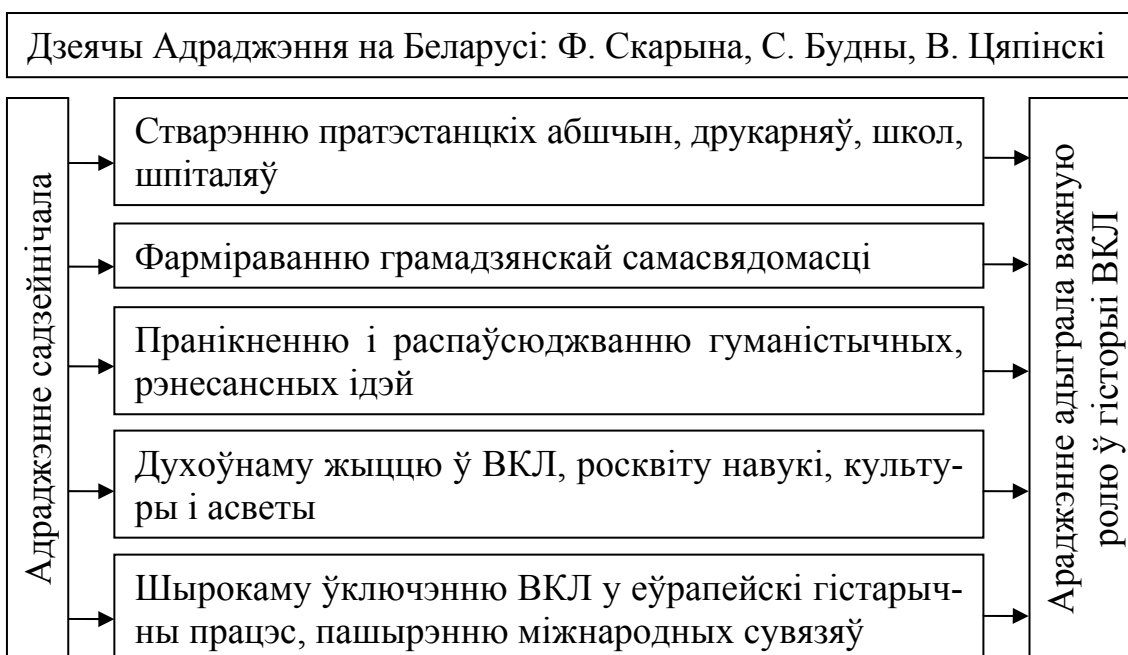 Дзеячы Адраджэння на Беларусі: Ф. Скарына, С. Будны, В. Цяпінскі
Адраджэнне садзейнічала
Стварэнню пратэстанцкіх абшчын, друкарняў, школ,
шпіталяў
Фарміраванню грамадзянскай самасвядомасці
Пранікненню і распаўсюджванню гуманістычных,
рэнесансных ідэй
Духоўнаму жыццю ў ВКЛ, росквіту навукі, культу-
ры і асветы
Шырокаму ўключэнню ВКЛ у еўрапейскі гістарыч-
ны працэс, пашырэнню міжнародных сувязяў
Араджэнне адыграла важную
ролю ў гісторыі ВКЛ